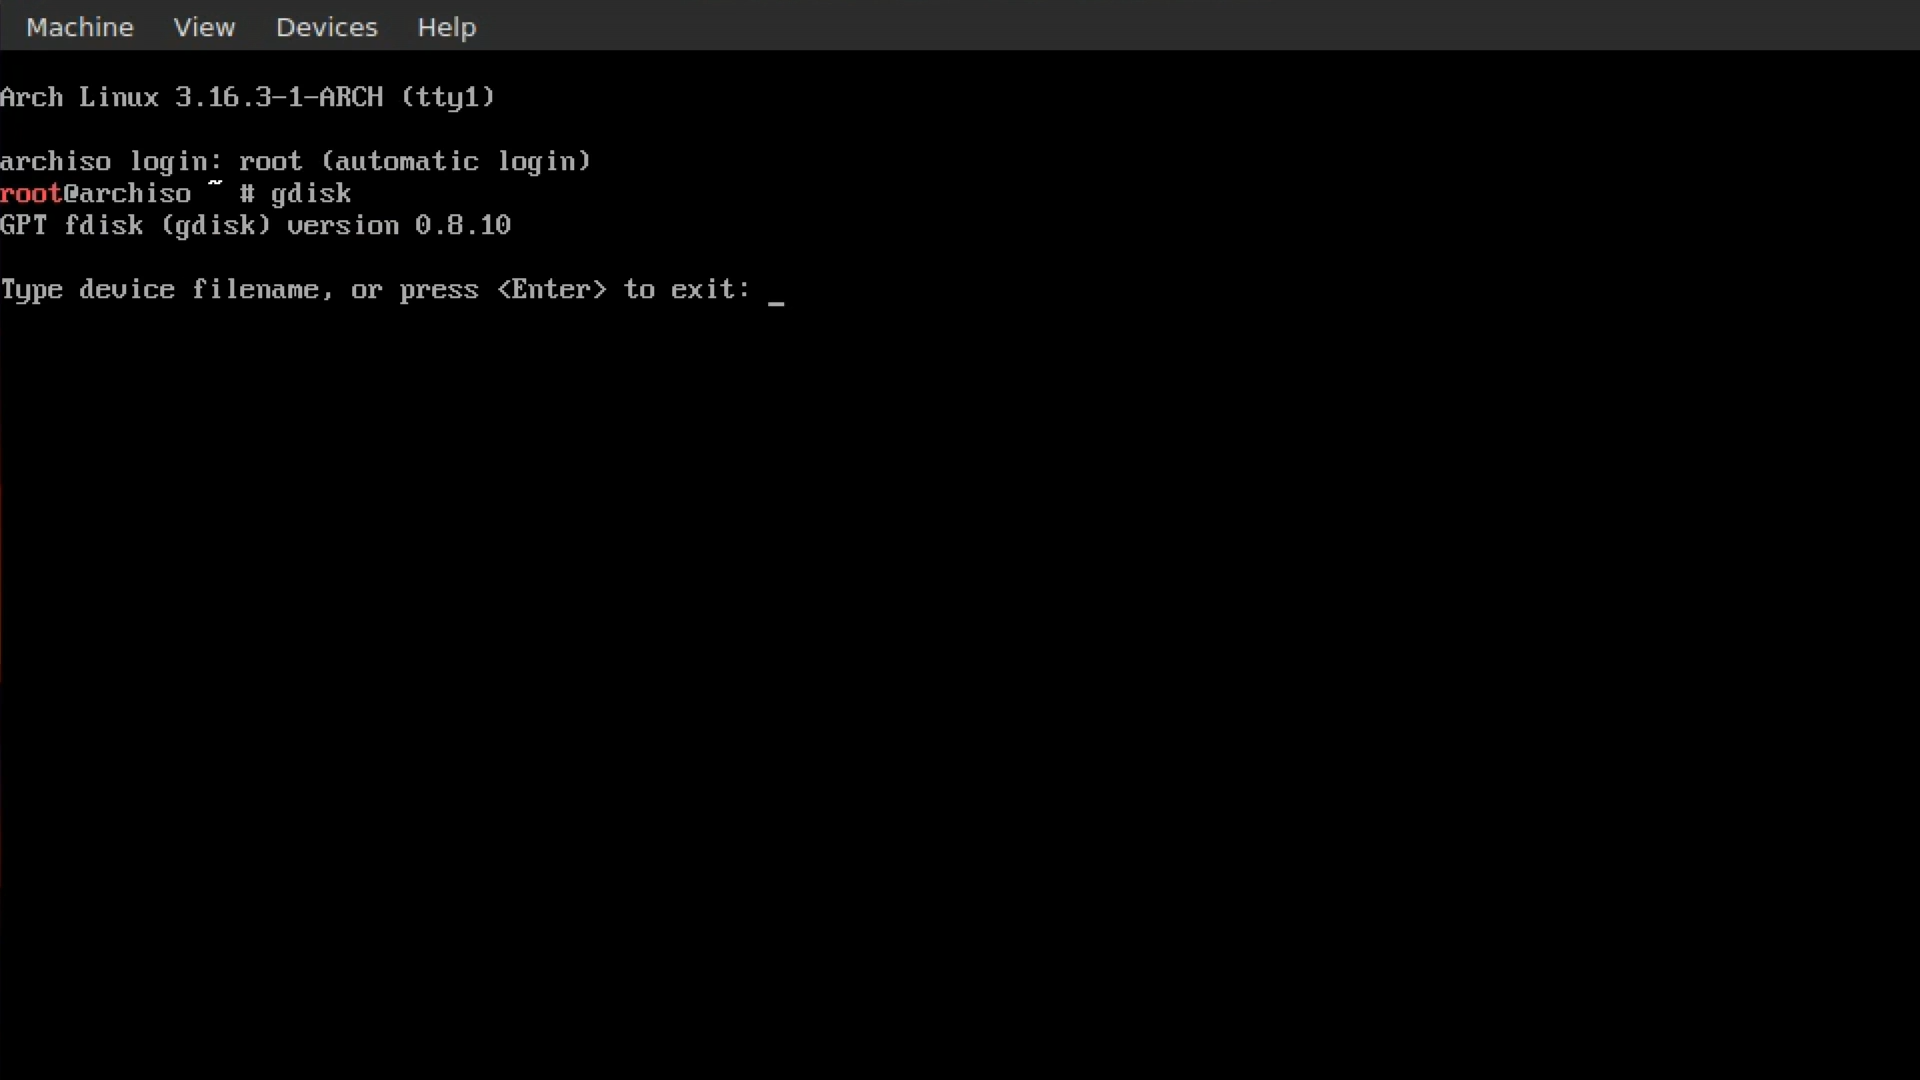 Machine View Devices Help
Arch Linux 3.16.3-1-ARCH (tty1)
archiso login: root (automatic login)
root@archiso ~ # gdisk
GPT fdisk (gdisk) version 0.8.10
Type device filename, or press <Enter> to exit: _